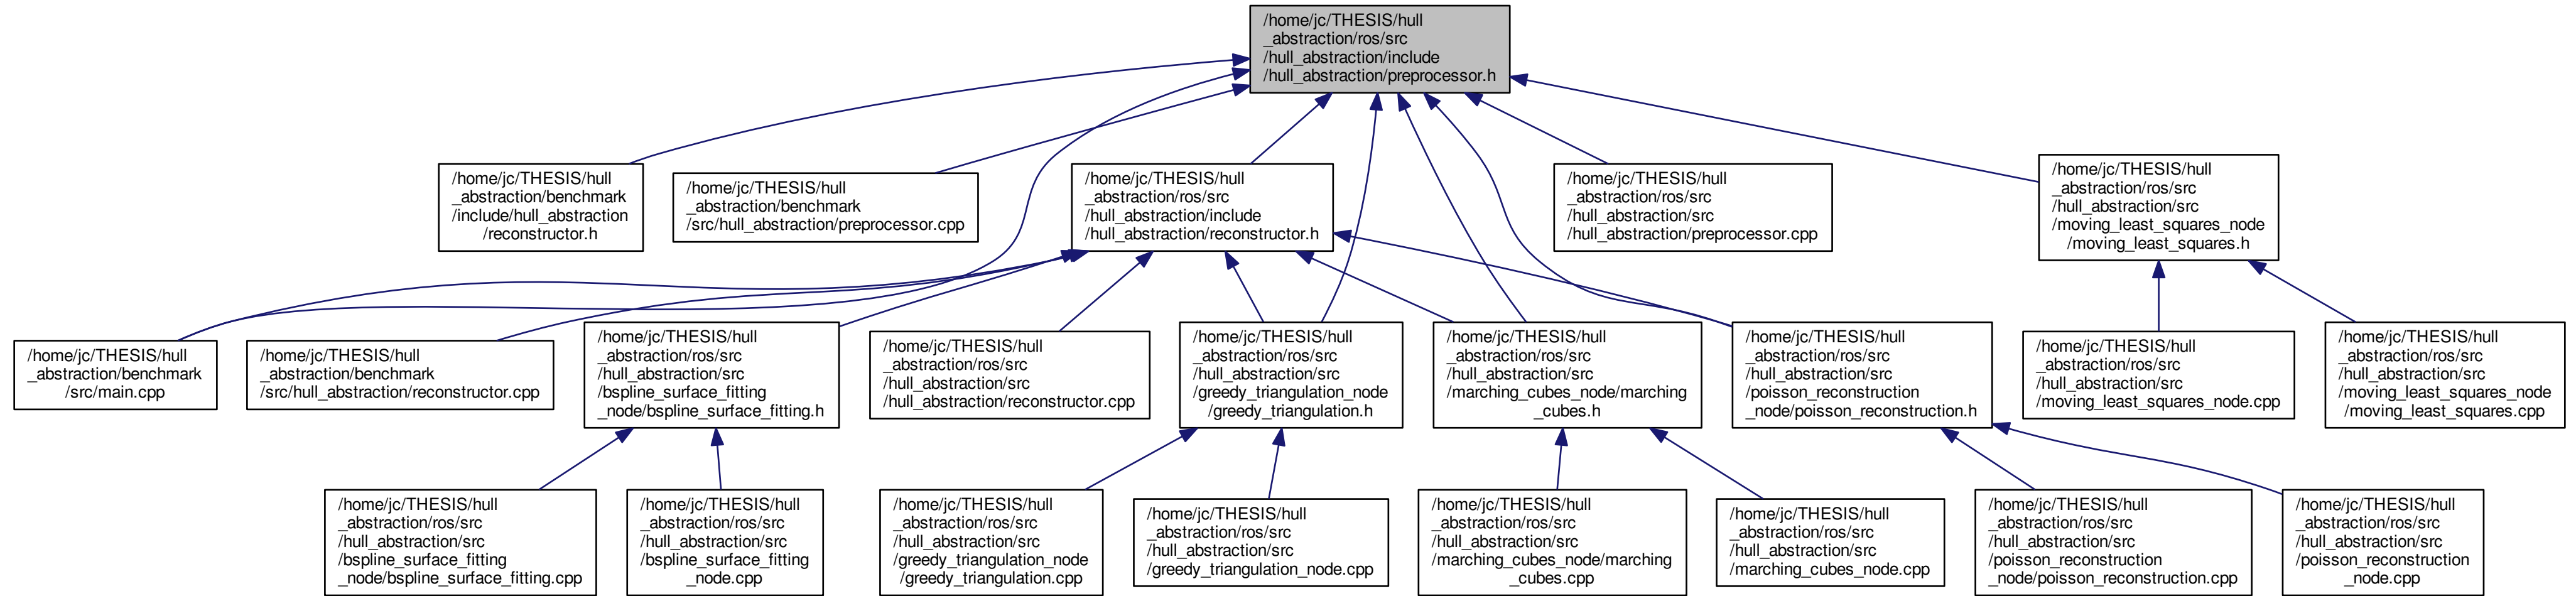 /home/jc/THESIS/hull
_abstraction/ros/src
/hull_abstraction/include
/hull_abstraction/preprocessor.h
/home/jc/THESIS/hull
_abstraction/benchmark
/include/hull_abstraction
/reconstructor.h
/home/jc/THESIS/hull
_abstraction/benchmark
/src/hull_abstraction/preprocessor.cpp
/home/jc/THESIS/hull
_abstraction/ros/src
/hull_abstraction/include
/hull_abstraction/reconstructor.h
/home/jc/THESIS/hull
_abstraction/ros/src
/hull_abstraction/src
/hull_abstraction/preprocessor.cpp
/home/jc/THESIS/hull
_abstraction/ros/src
/hull_abstraction/src
/moving_least_squares_node
/moving_least_squares.h
/home/jc/THESIS/hull
_abstraction/benchmark
/src/main.cpp
/home/jc/THESIS/hull
_abstraction/benchmark
/src/hull_abstraction/reconstructor.cpp
/home/jc/THESIS/hull
_abstraction/ros/src
/hull_abstraction/src
/bspline_surface_fitting
_node/bspline_surface_fitting.h
/home/jc/THESIS/hull
_abstraction/ros/src
/hull_abstraction/src
/hull_abstraction/reconstructor.cpp
/home/jc/THESIS/hull
_abstraction/ros/src
/hull_abstraction/src
/greedy_triangulation_node
/greedy_triangulation.h
/home/jc/THESIS/hull
_abstraction/ros/src
/hull_abstraction/src
/marching_cubes_node/marching
_cubes.h
/home/jc/THESIS/hull
_abstraction/ros/src
/hull_abstraction/src
/poisson_reconstruction
_node/poisson_reconstruction.h
/home/jc/THESIS/hull
_abstraction/ros/src
/hull_abstraction/src
/moving_least_squares_node.cpp
/home/jc/THESIS/hull
_abstraction/ros/src
/hull_abstraction/src
/moving_least_squares_node
/moving_least_squares.cpp
/home/jc/THESIS/hull
_abstraction/ros/src
/hull_abstraction/src
/bspline_surface_fitting
_node/bspline_surface_fitting.cpp
/home/jc/THESIS/hull
_abstraction/ros/src
/hull_abstraction/src
/bspline_surface_fitting
_node.cpp
/home/jc/THESIS/hull
_abstraction/ros/src
/hull_abstraction/src
/greedy_triangulation_node
/greedy_triangulation.cpp
/home/jc/THESIS/hull
_abstraction/ros/src
/hull_abstraction/src
/greedy_triangulation_node.cpp
/home/jc/THESIS/hull
_abstraction/ros/src
/hull_abstraction/src
/marching_cubes_node/marching
_cubes.cpp
/home/jc/THESIS/hull
_abstraction/ros/src
/hull_abstraction/src
/marching_cubes_node.cpp
/home/jc/THESIS/hull
_abstraction/ros/src
/hull_abstraction/src
/poisson_reconstruction
_node/poisson_reconstruction.cpp
/home/jc/THESIS/hull
_abstraction/ros/src
/hull_abstraction/src
/poisson_reconstruction
_node.cpp